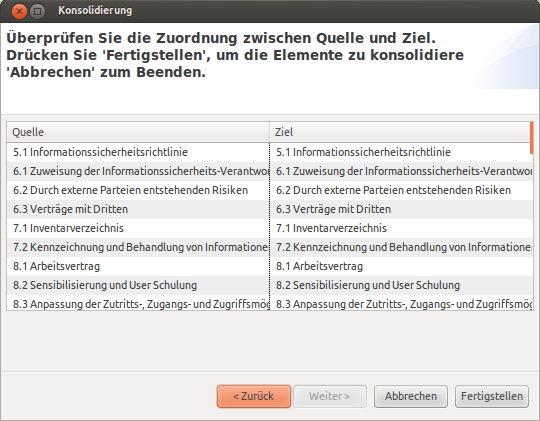 Konsolidierung
Überprüfen Sie die Zuordnung zwischen Quelle und Ziel.
Drücken Sie 'Fertigstellen', um die Elemente zu konsolidiere
'Abbrechen' zum Beenden.
Quelle Ziel
5.1 Informationssicherheitsrichtlinie 5.1 Informationssicherheitsrichtlinie
6.1 Zuweisung der Informationssicherheits-Verantwor 6.1 Zuweisung der Informationssicherheits-Verantwor
6.2 Durch externe Parteien entstehenden Risiken 6.2 Durch externe Parteien entstehenden Risiken
6.3 Verträge mit Dritten 6.3 Verträge mit Dritten
7.1 Inventarverzeichnis 7.1 Inventarverzeichnis
7.2 Kennzeichnung und Behandlung von Informatione 7.2 Kennzeichnung und Behandlung von Informatione
8.1 Arbeitsvertrag 8.1 Arbeitsvertrag
8.2 Sensibilisierung und User Schulung 8.2 Sensibilisierung und User Schulung
8.3 Anpassung der Zutritts-, Zugangs- und Zugriffsmög 8.3 Anpassung der Zutritts-, Zugangs- und Zugriffsmög
< Zurück Weiter > Abbrechen Fertigstellen